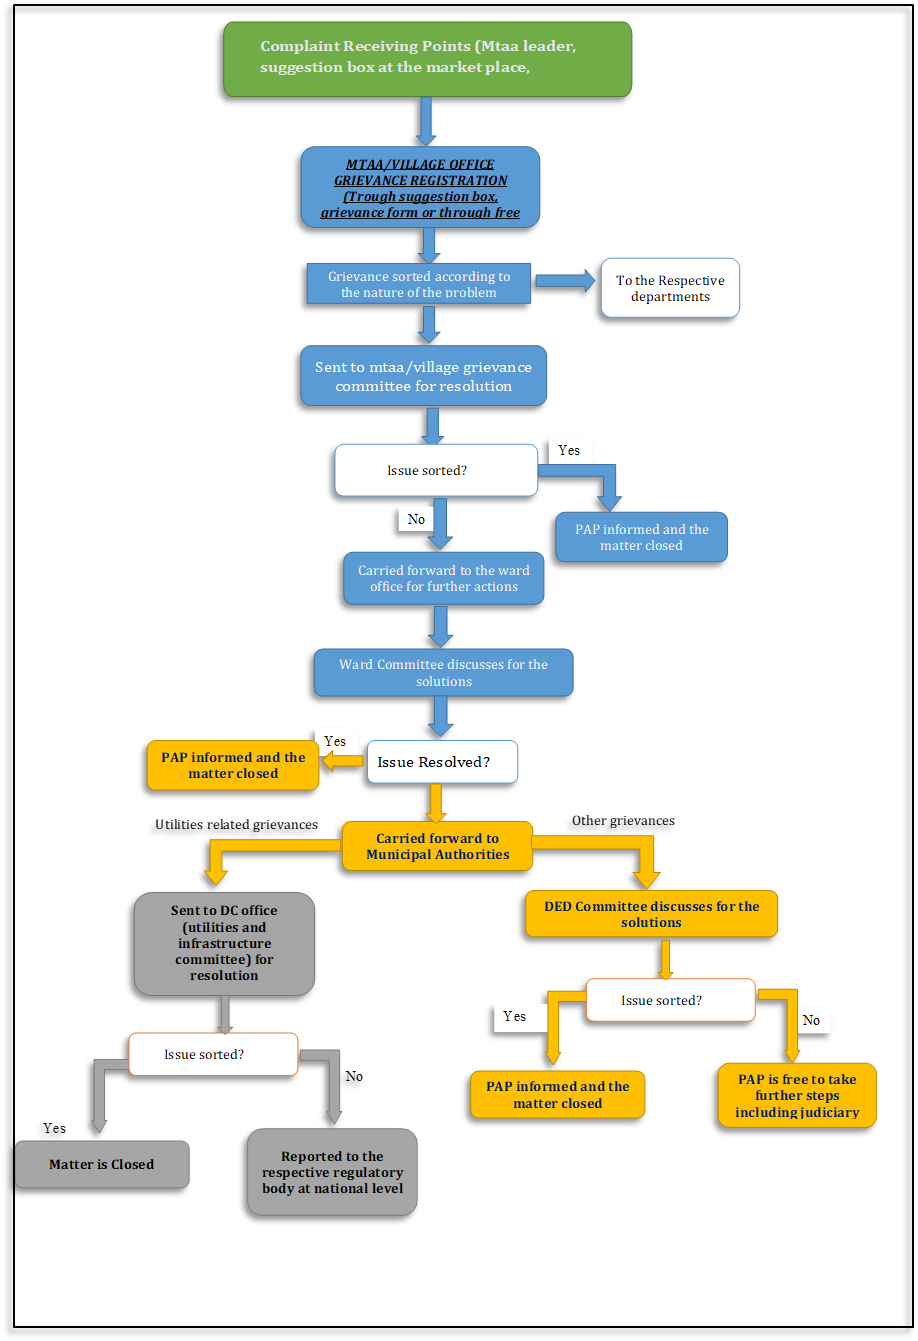 Complaint Receiving Points (Mtaa leader,
suggestion box at the market place,
MTAA/VILLAGE OFFICE
GRIEVANCE REGISTRATION
(Trough suggestion box,
grievance form or through free
Grievance sorted according to
the nature of the problem
To the Respective
departments
Sent to mtaa/village grievance
committee for resolution
Issue sorted?
Yes
No
PAP informed and the
matter closed
Carried forward to the ward
office for further actions
Ward Committee discusses for the
solutions
Yes
PAP informed and the
matter closed
Issue Resolved?
Utilities related grievances
Other grievances
Carried forward to
Municipal Authorities
Sent to DC office
(utilities and
infrastructure
committee) for
resolution
DED Committee discusses for the
solutions
Issue sorted?
Yes
No
Issue sorted?
No
Yes
PAP informed and the
matter closed
PAP is free to take
further steps
including judiciary
Matter is Closed
Reported to the
respective regulatory
body at national level